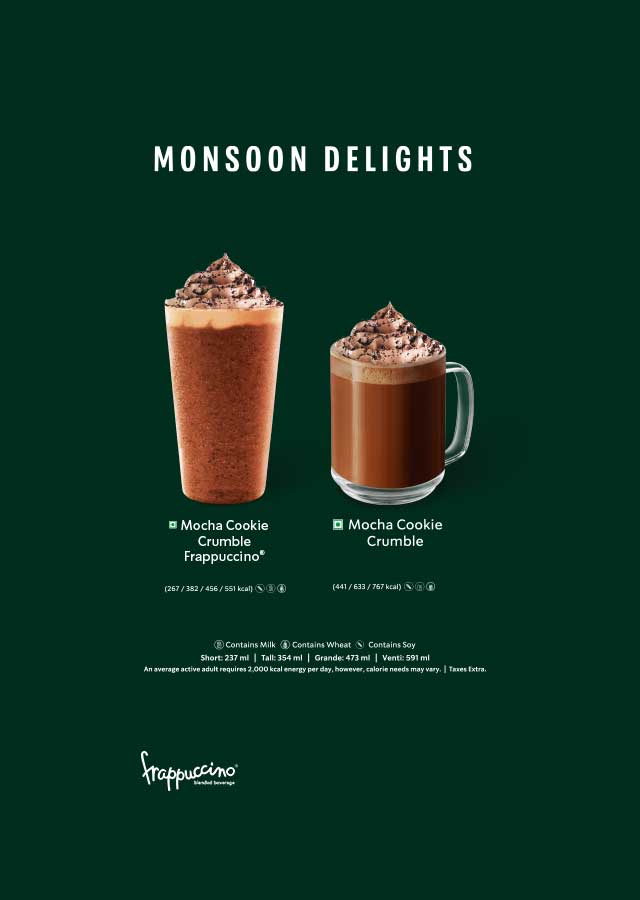 MONSOON DELIGHTS
Mocha Cookie
Crumble
Frappuccino®
(267 / 382 / 456 / 551 kcal)
Mocha Cookie
Crumble
(441 / 633 / 767 kcal)
Contains Milk Contains Wheat Contains Soy
Short: 237 ml | Tall: 354 ml | Grande: 473 ml | Venti: 591 ml
An average active adult requires 2,000 kcal energy per day, however, calorie needs may vary. | Taxes Extra.
frappuccino®
blended beverage